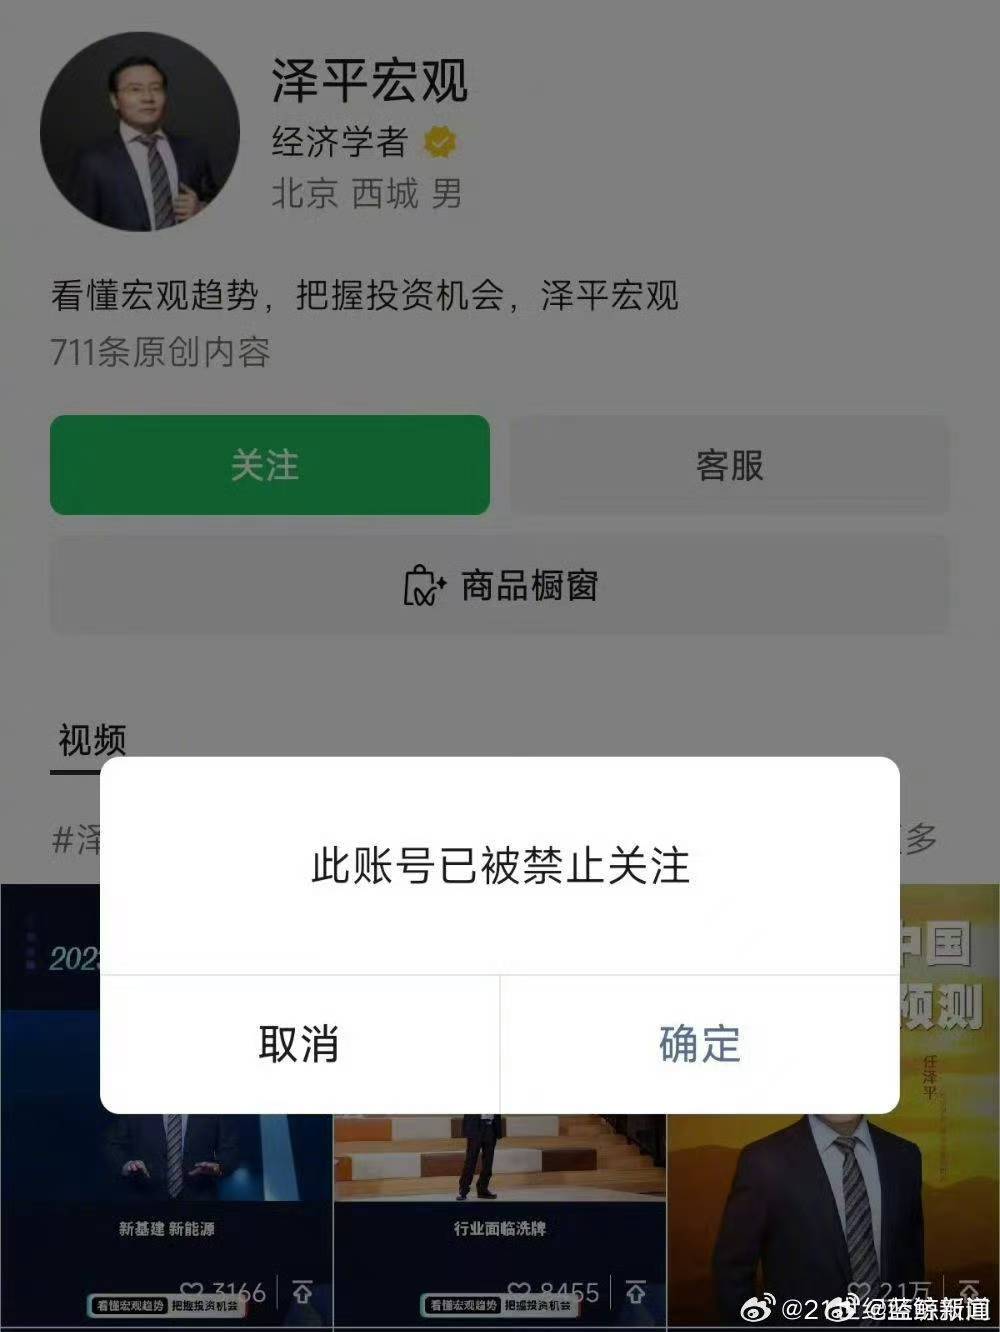 泽平宏观
经济学者
北京 西城 男
看懂宏观趋势，把握投资机会，泽平宏观
711条原创内容
关注
客服
商品橱窗
视频
#泽
多
此账号已被禁止关注
取消
确定
202
中国
预测
任泽平
新基建 新能源
行业面临洗牌
3166
8455
2.1万
看懂宏观趋势 把握投资机会
看懂宏观趋势 把握投资机会
@蓝鲸新闻